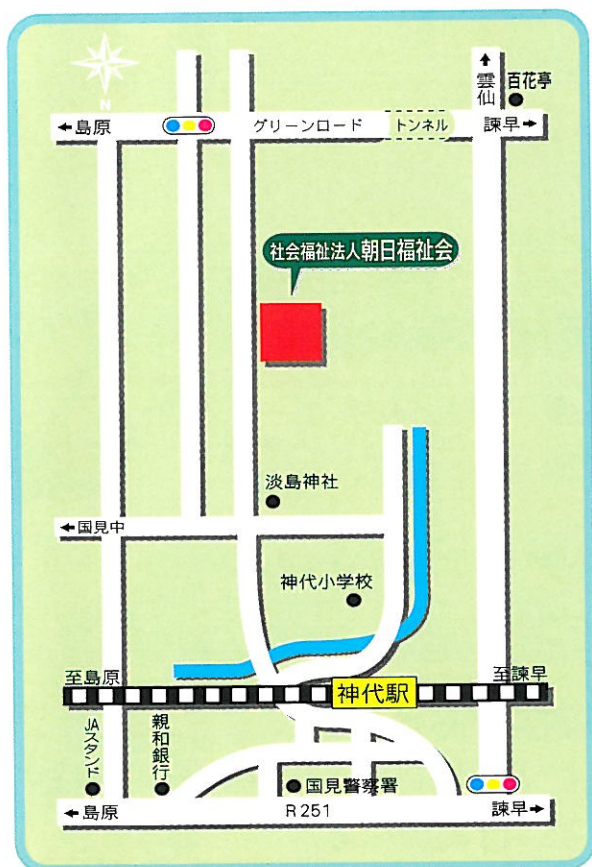 N
↑雲仙
百花亭
←島原
グリーンロード
トンネル
諫早→
社会福祉法人朝日福祉会
淡島神社
←国見中
神代小学校
至島原
至諫早
神代駅
JAスタンド
親和銀行
国見警察署
←島原
R251
諫早→